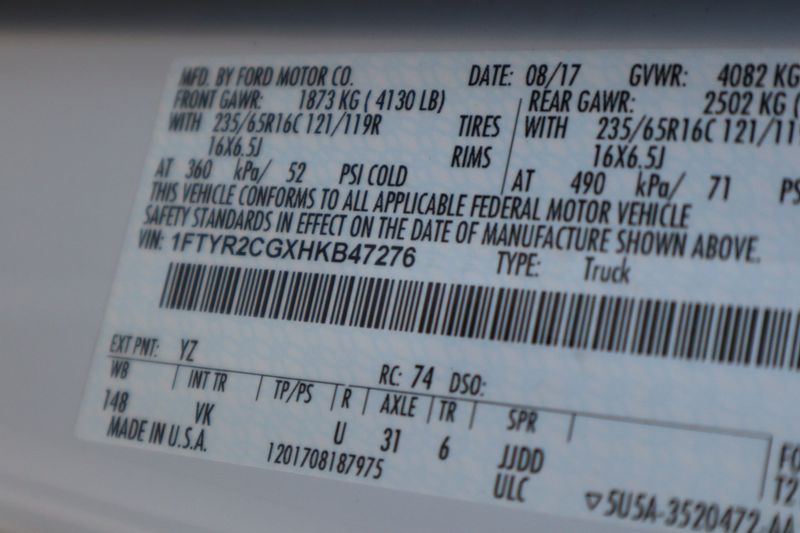 MFD. BY FORD MOTOR CO. DATE: 08/17 GVWR: 4082 KG
FRONT GAWR: 1873 KG ( 4130 LB) REAR GAWR: 2502 KG (
WITH 235/65R16C 121/119R TIRES WITH 235/65R16C 121/119R
16X6.5J RIMS 16X6.5J
AT 360 kPa/ 52 PSI COLD AT 490 kPa/ 71 PS
THIS VEHICLE CONFORMS TO ALL APPLICABLE FEDERAL MOTOR VEHICLE
SAFETY STANDARDS IN EFFECT ON THE DATE OF MANUFACTURE SHOWN ABOVE.
VIN: 1FTYR2CGXHKB47276 TYPE: Truck
EXT PNT: YZ RC: 74 DSO:
WB INT TR TP/PS R AXLE TR SPR
148 VK U 31 6 JJDD
MADE IN U.S.A. 1201708187975 ULC
5U5A-3520472-AA
T2